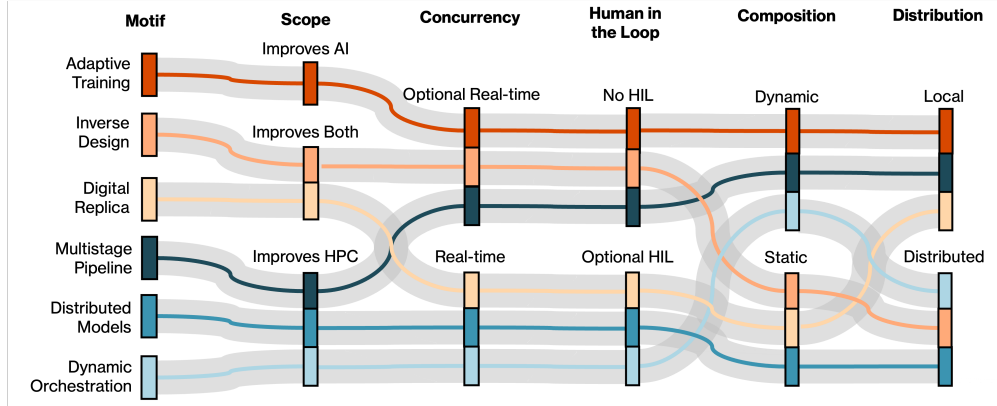 Motif
Scope
Concurrency
Human in
the Loop
Composition
Distribution
Adaptive
Training
Improves AI
Optional Real-time
No HIL
Dynamic
Local
Inverse
Design
Improves Both
Digital
Replica
Multistage
Pipeline
Improves HPC
Real-time
Optional HIL
Static
Distributed
Distributed
Models
Dynamic
Orchestration